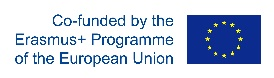 Co-funded by the
Erasmus+ Programme
of the European Union